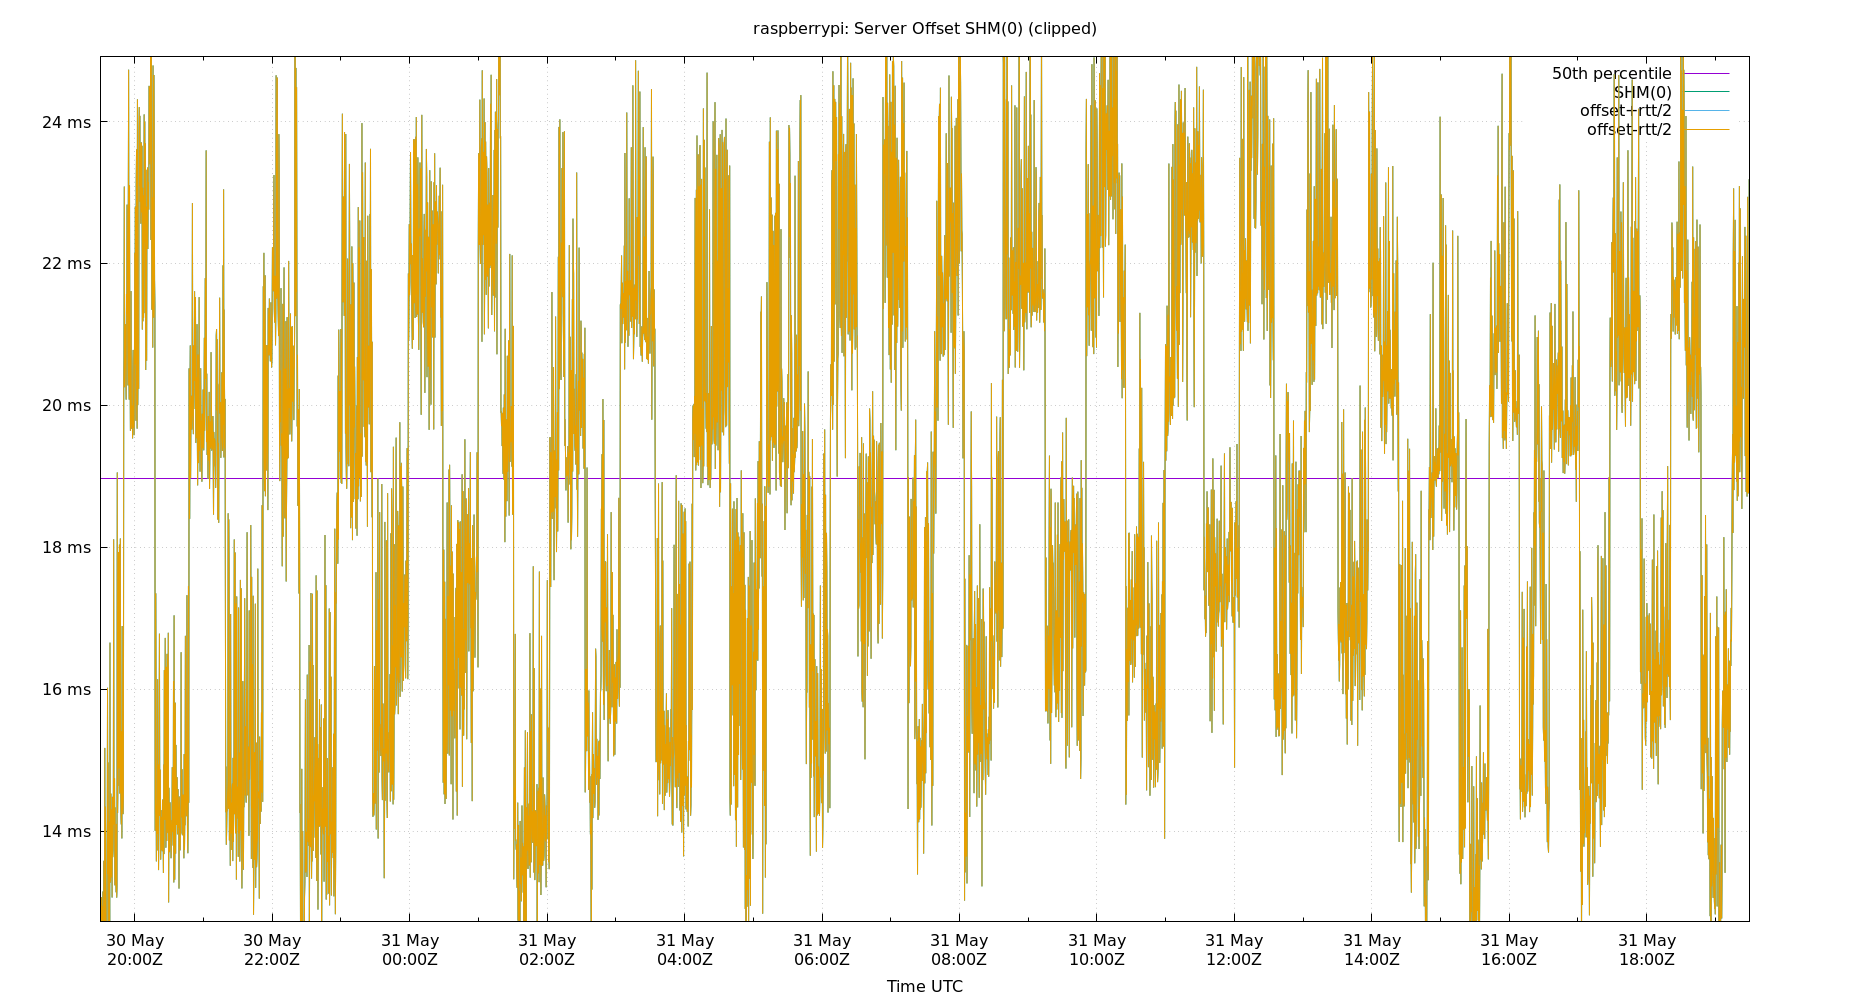 raspberrypi: Server Offset SHM(0) (clipped)
50th percentile
SHM(0)
offset+rtt/2
offset-rtt/2
24 ms
22 ms
20 ms
18 ms
16 ms
14 ms
30 May 30 May 31 May 31 May 31 May 31 May 31 May 31 May 31 May 31 May 31 May 31 May
20:00Z 22:00Z 00:00Z 02:00Z 04:00Z 06:00Z 08:00Z 10:00Z 12:00Z 14:00Z 16:00Z 18:00Z
Time UTC